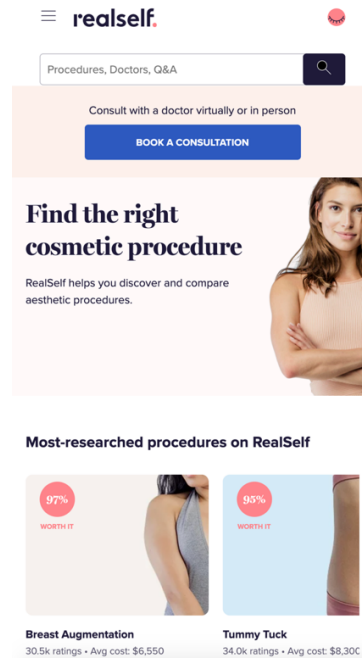 realself.
Procedures, Doctors, Q&A
Consult with a doctor virtually or in person
BOOK A CONSULTATION
Find the right
cosmetic procedure
RealSelf helps you discover and compare
aesthetic procedures.
Most-researched procedures on RealSelf
97%
WORTH IT
95%
WORTH IT
Breast Augmentation
30.5k ratings • Avg cost: $6,550
Tummy Tuck
34.0k ratings • Avg cost: $8,300